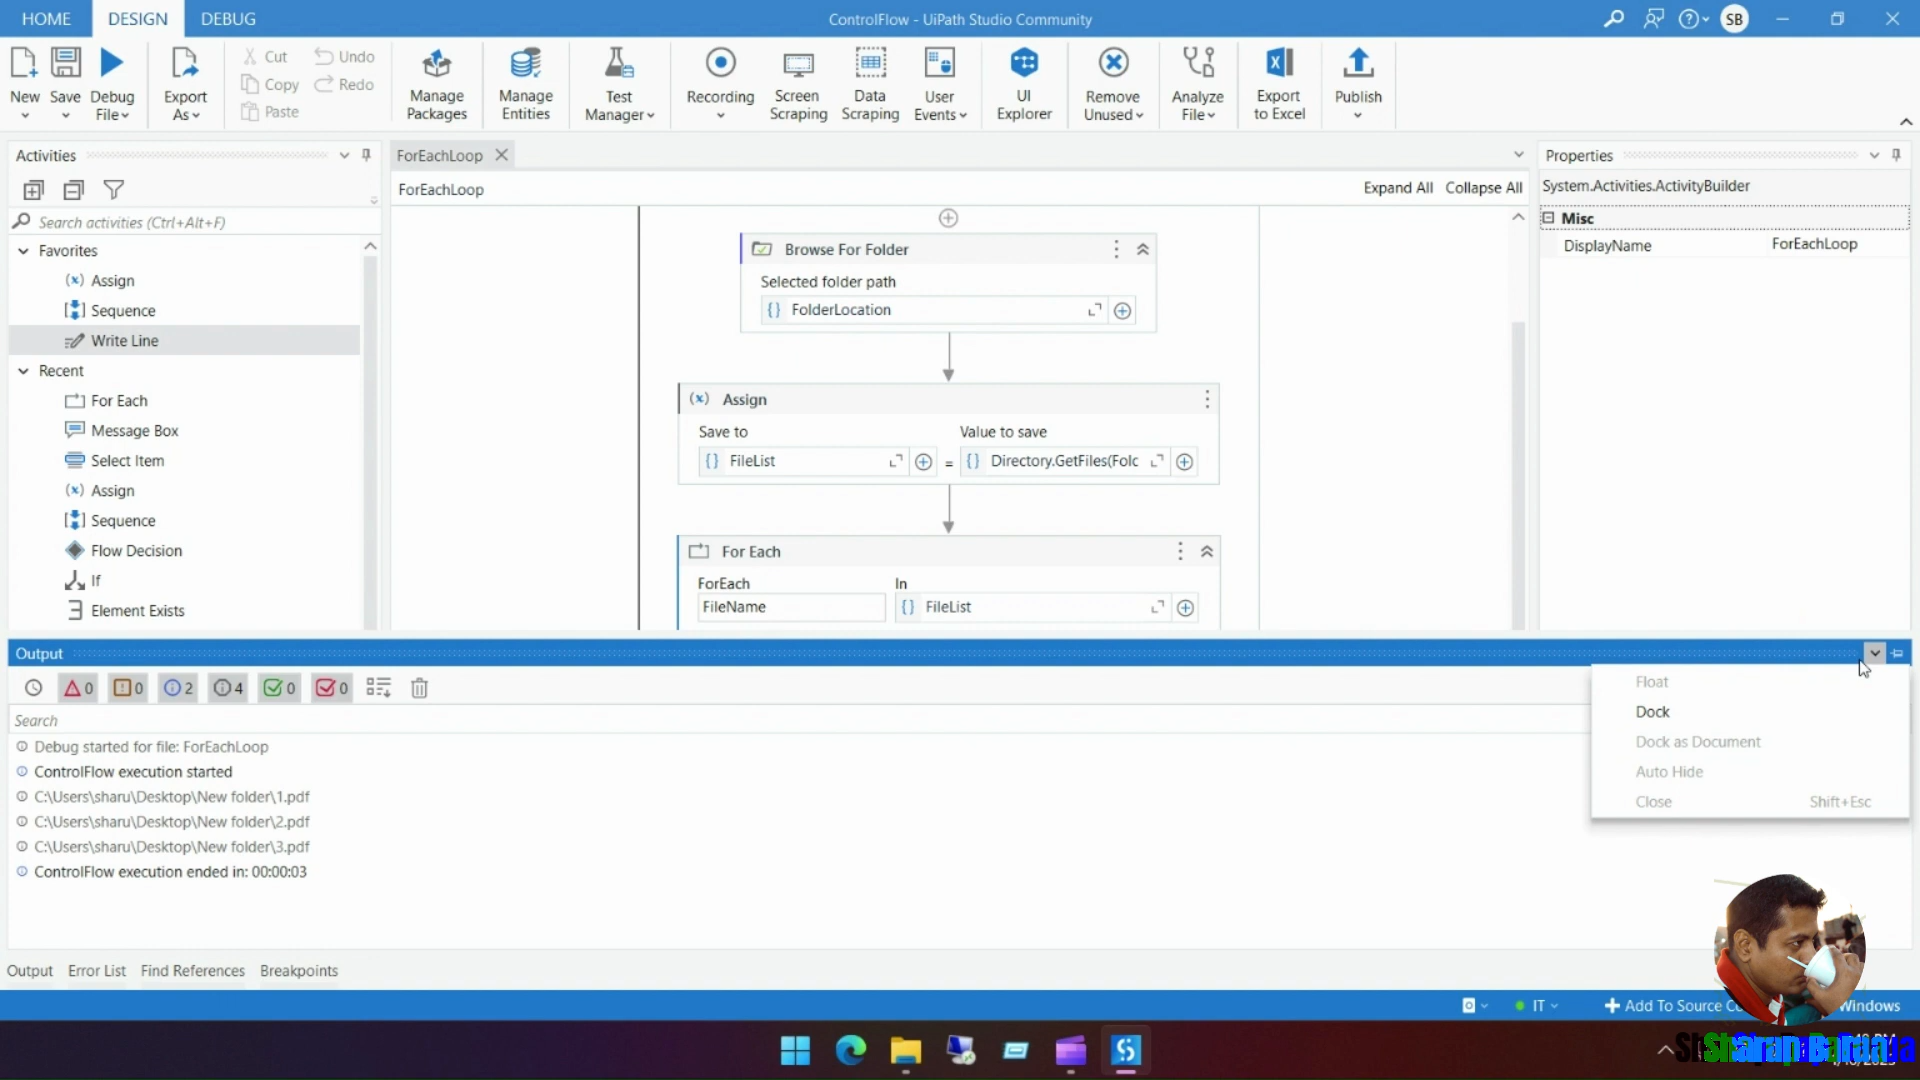 HOME DESIGN DEBUG
ControlFlow - UiPath Studio Community
SB
New Save Debug File
Export As
Cut Copy Paste
Undo Redo
Manage Packages
Manage Entities
Test Manager
Recording
Screen Scraping
Data Scraping
User Events
UI Explorer
Remove Unused
Analyze File
Export to Excel
Publish
Activities
Search activities (Ctrl+Alt+F)
Favorites
Assign
Sequence
Write Line
Recent
For Each
Message Box
Select Item
Assign
Sequence
Flow Decision
If
Element Exists
ForEachLoop
ForEachLoop
Expand All Collapse All
Browse For Folder
Selected folder path
FolderLocation
Assign
Save to Value to save
FileList = Directory.GetFiles(Folc
For Each
ForEach In
FileName FileList
Properties
System.Activities.ActivityBuilder
Misc
DisplayName ForEachLoop
Output
0 0 2 4 0 0
Search
Debug started for file: ForEachLoop
ControlFlow execution started
C:\Users\sharu\Desktop\New folder\1.pdf
C:\Users\sharu\Desktop\New folder\2.pdf
C:\Users\sharu\Desktop\New folder\3.pdf
ControlFlow execution ended in: 00:00:03
Float
Dock
Dock as Document
Auto Hide
Close Shift+Esc
Output Error List Find References Breakpoints
IT
Add To Source
Windows